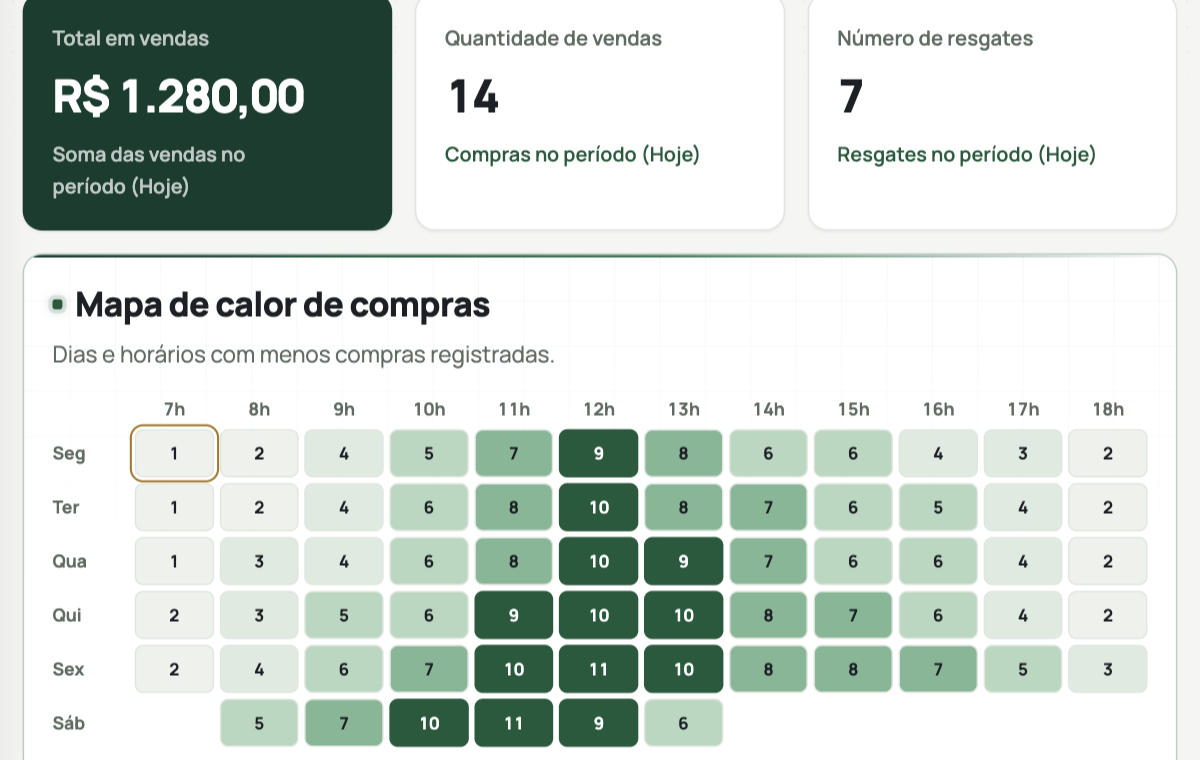 Total em vendas
R$ 1.280,00
Soma das vendas no
período (Hoje)
Quantidade de vendas
14
Compras no período (Hoje)
Número de resgates
7
Resgates no período (Hoje)
Mapa de calor de compras
Dias e horários com menos compras registradas.
7h 8h 9h 10h 11h 12h 13h 14h 15h 16h 17h 18h
Seg 1 2 4 5 7 9 8 6 6 4 3 2
Ter 1 2 4 6 8 10 8 7 6 5 4 2
Qua 1 3 4 6 8 10 9 7 6 6 4 2
Qui 2 3 5 6 9 10 10 8 7 6 4 2
Sex 2 4 6 7 10 11 10 8 8 7 5 3
Sáb 5 7 10 11 9 6